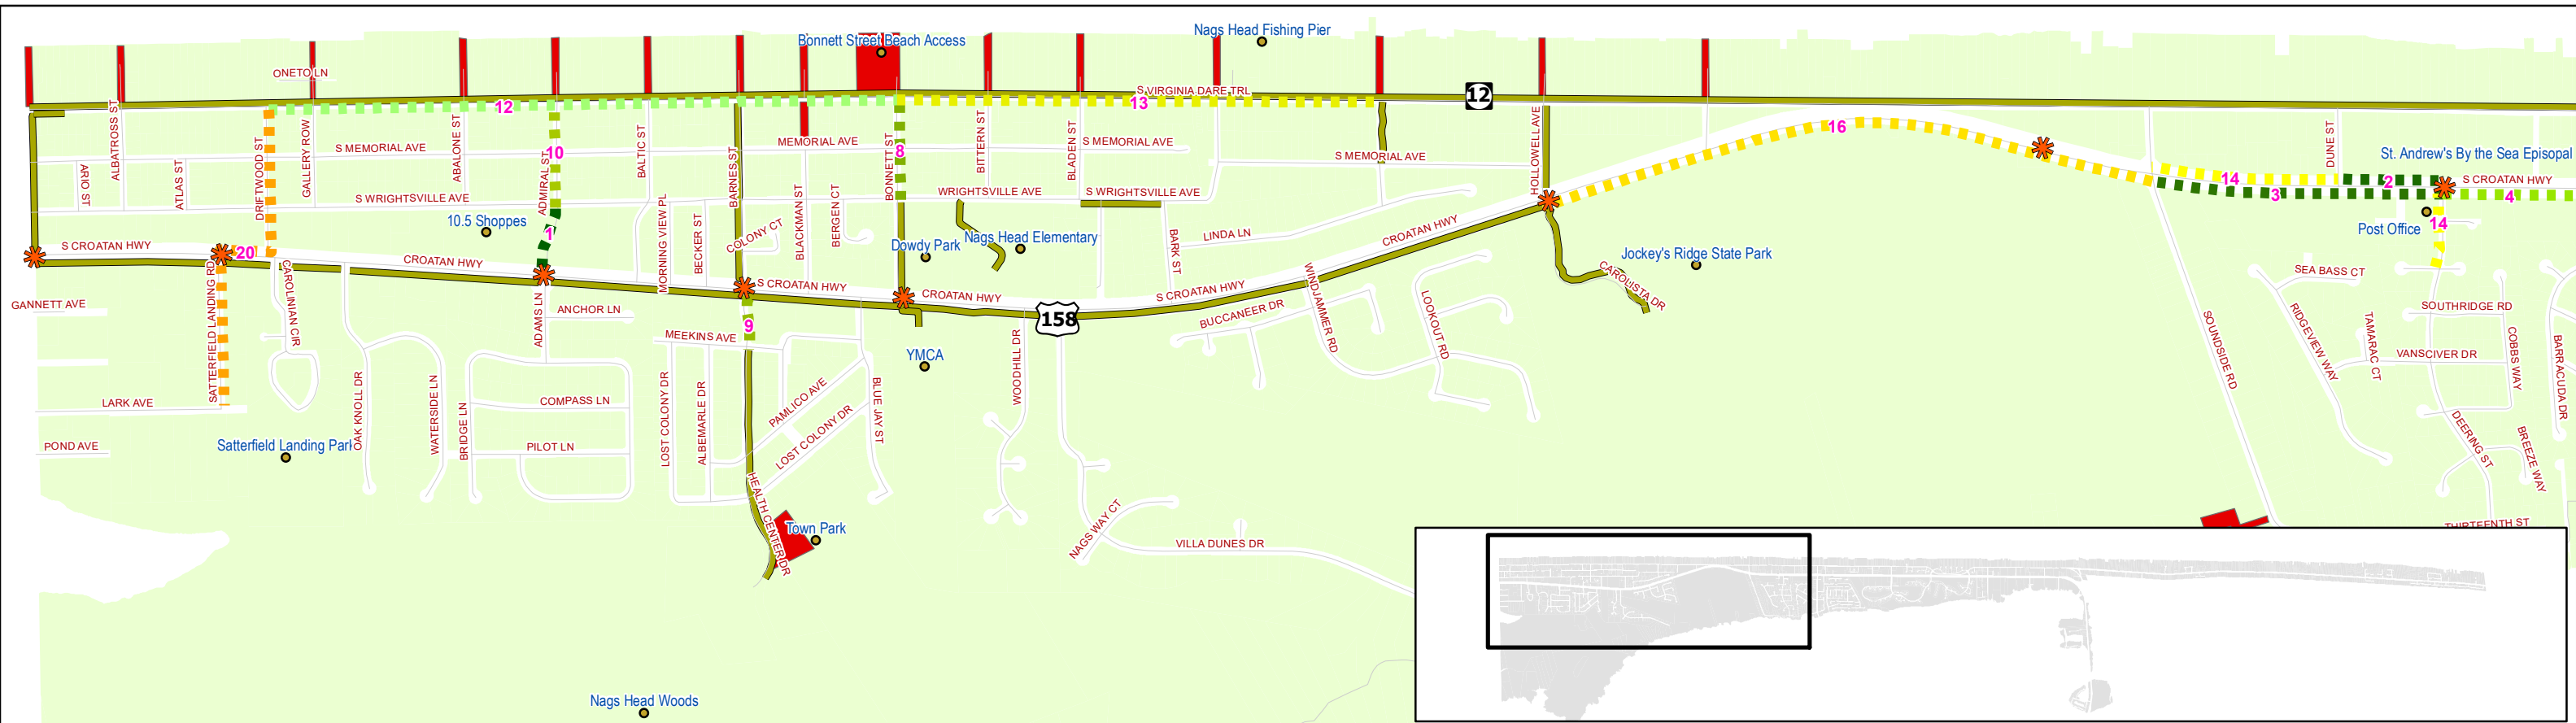 Nags Head Fishing Pier
Bonnett Street Beach Access
ONETO LN
S VIRGINIA DARE TRL
12
12
13
16
ALBATROSS ST
ARIO ST
ATLAS ST
DRIFTWOOD ST
GALLERY ROW
S MEMORIAL AVE
ABALONE ST
10
ADMIRAL ST
BALTIC ST
BARNES ST
MEMORIAL AVE
BONNETT ST
8
BITTERN ST
BLADEN ST
S MEMORIAL AVE
S MEMORIAL AVE
HOLLOWELL AVE
DUNE ST
St. Andrew's By the Sea Episopal
S WRIGHTSVILLE AVE
WRIGHTSVILLE AVE
S WRIGHTSVILLE AVE
14
2
S CROATAN HWY
3
4
10.5 Shoppes
1
MORNING VIEW PL
BECKER ST
COLONY CT
BLACKMAN ST
BERGEN CT
Dowdy Park
Nags Head Elementary
BARK ST
LINDA LN
CROATAN HWY
Jockey's Ridge State Park
CAROLISTA DR
Post Office
14
S CROATAN HWY
20
CROATAN HWY
S CROATAN HWY
CROATAN HWY
S CROATAN HWY
158
GANNETT AVE
SATTERFIELD LANDING RD
CAROLINIAN CIR
ADAMS LN
ANCHOR LN
9
MEEKINS AVE
BUCCANEER DR
WINDJAMMER RD
LOOKOUT RD
SOUNDSIDE RD
SEA BASS CT
RIDGEVIEW WAY
SOUTHRIDGE RD
TAMARAC CT
VANSCIVER DR
COBBS WAY
BARRACUDA DR
YMCA
WOODHILL DR
LARK AVE
OAK KNOLL DR
WATERSIDE LN
BRIDGE LN
COMPASS LN
LOST COLONY DR
ALBEMARLE DR
PAMLICO AVE
BLUE JAY ST
LOST COLONY DR
POND AVE
Satterfield Landing Park
PILOT LN
DEERING ST
BREEZE WAY
HEALTH CENTER DR
Town Park
NAGS WAY CT
VILLA DUNES DR
THIRTEENTH ST
Nags Head Woods